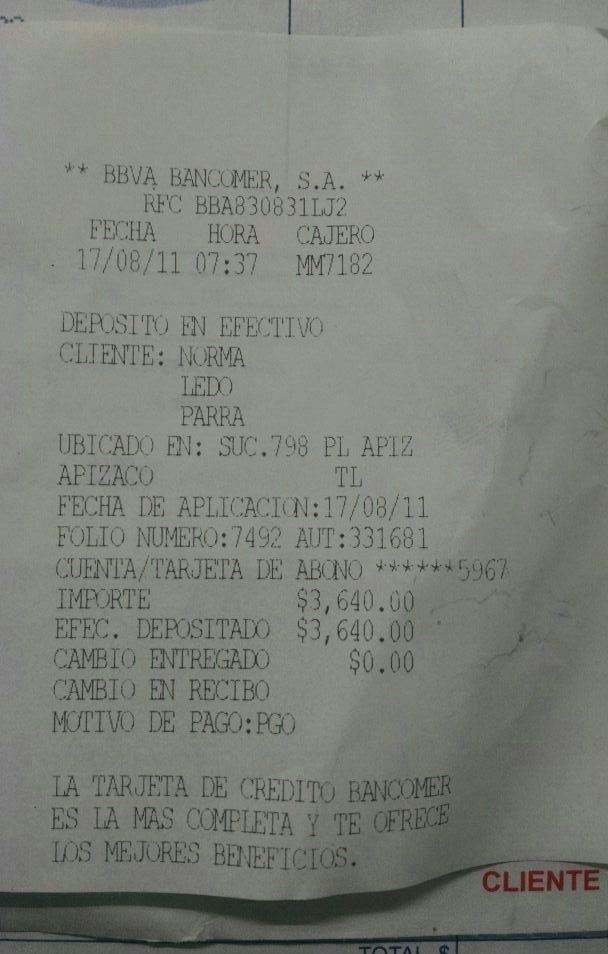 ** BBVA BANCOMER, S.A. **
RFC BBA830831LJ2
FECHA HORA CAJERO
17/08/11 07:37 MM7182
DEPOSITO EN EFECTIVO
CLIENTE: NORMA
LEDO
PARRA
UBICADO EN: SUC.798 PL APIZ
APIZACO TL
FECHA DE APLICACION:17/08/11
FOLIO NUMERO:7492 AUT:331681
CUENTA/TARJETA DE ABONO ******5967
IMPORTE $3,640.00
EFEC. DEPOSITADO $3,640.00
CAMBIO ENTREGADO $0.00
CAMBIO EN RECIBO
MOTIVO DE PAGO:PGO
LA TARJETA DE CREDITO BANCOMER
ES LA MAS COMPLETA Y TE OFRECE
LOS MEJORES BENEFICIOS.
CLIENTE
TOTAL $